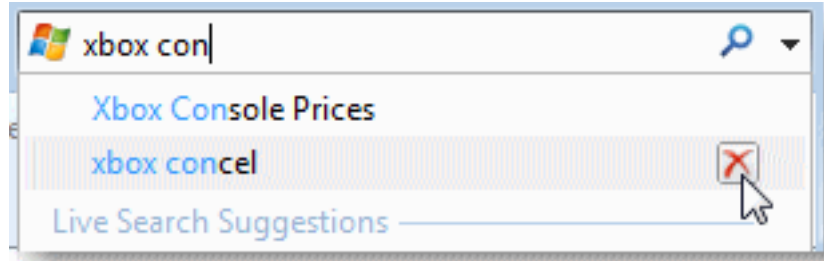 xbox con
Xbox Console Prices
xbox concel
Live Search Suggestions